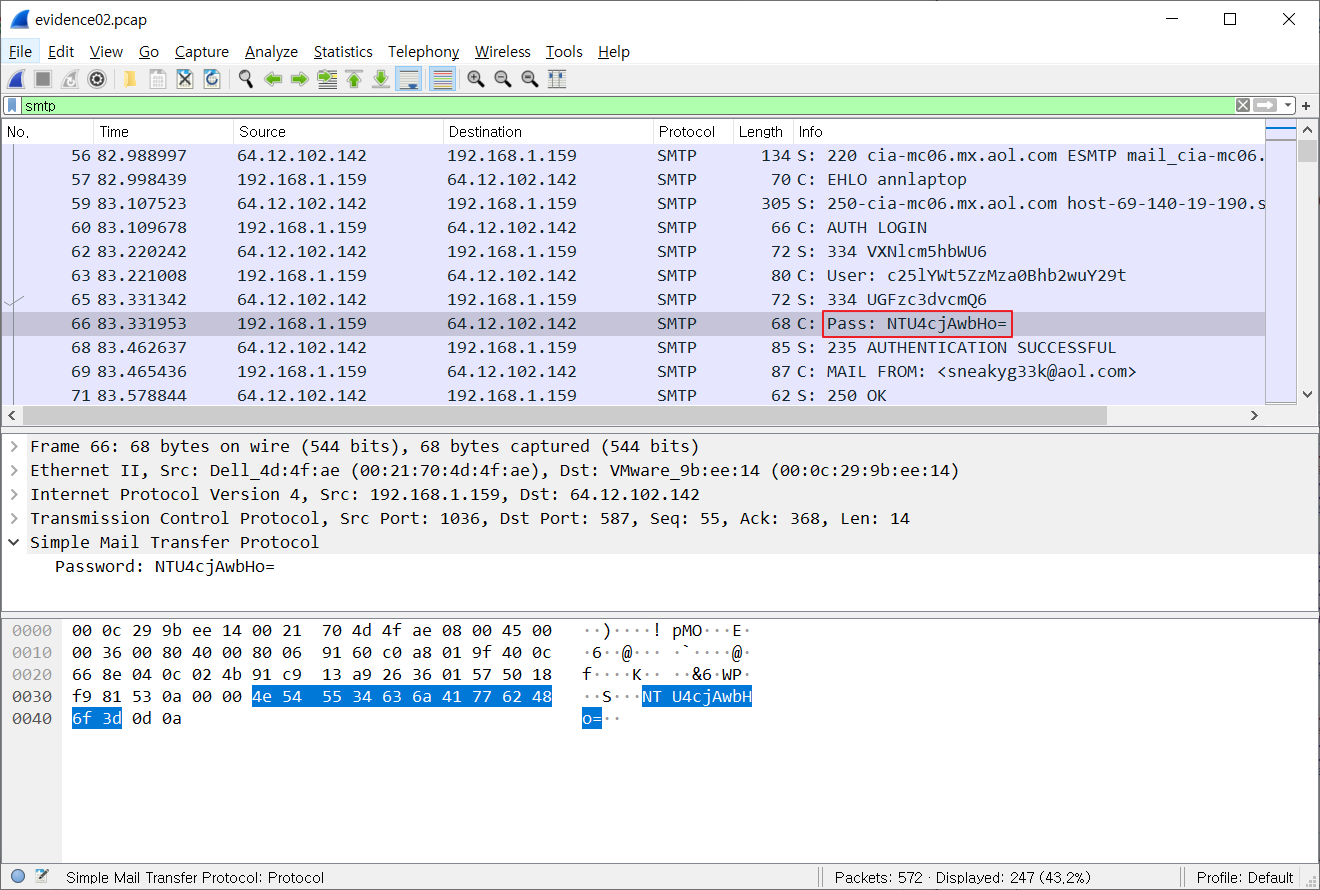 evidence02.pcap
File Edit View Go Capture Analyze Statistics Telephony Wireless Tools Help
smtp
No. Time Source Destination Protocol Length Info
56 82.988997 64.12.102.142 192.168.1.159 SMTP 134 S: 220 cia-mc06.mx.aol.com ESMTP mail_cia-mc06.
57 82.998439 192.168.1.159 64.12.102.142 SMTP 70 C: EHLO annlaptop
59 83.107523 64.12.102.142 192.168.1.159 SMTP 305 S: 250-cia-mc06.mx.aol.com host-69-140-19-190.s
60 83.109678 192.168.1.159 64.12.102.142 SMTP 66 C: AUTH LOGIN
62 83.220242 64.12.102.142 192.168.1.159 SMTP 72 S: 334 VXNlcm5hbWU6
63 83.221008 192.168.1.159 64.12.102.142 SMTP 80 C: User: c25lYWt5ZzMza0Bhb2wuY29t
65 83.331342 64.12.102.142 192.168.1.159 SMTP 72 S: 334 UGFzc3dvcmQ6
66 83.331953 192.168.1.159 64.12.102.142 SMTP 68 C: Pass: NTU4cjAwbHo=
68 83.462637 64.12.102.142 192.168.1.159 SMTP 85 S: 235 AUTHENTICATION SUCCESSFUL
69 83.465436 192.168.1.159 64.12.102.142 SMTP 87 C: MAIL FROM: <sneakyg33k@aol.com>
71 83.578844 64.12.102.142 192.168.1.159 SMTP 62 S: 250 OK
Frame 66: 68 bytes on wire (544 bits), 68 bytes captured (544 bits)
Ethernet II, Src: Dell_4d:4f:ae (00:21:70:4d:4f:ae), Dst: VMware_9b:ee:14 (00:0c:29:9b:ee:14)
Internet Protocol Version 4, Src: 192.168.1.159, Dst: 64.12.102.142
Transmission Control Protocol, Src Port: 1036, Dst Port: 587, Seq: 55, Ack: 368, Len: 14
Simple Mail Transfer Protocol
Password: NTU4cjAwbHo=
0000 00 0c 29 9b ee 14 00 21 70 4d 4f ae 08 00 45 00 ··)····! pMO···E·
0010 00 36 00 80 40 00 80 06 91 60 c0 a8 01 9f 40 0c ·6··@··· ·`····@·
0020 66 8e 04 0c 02 4b 91 c9 13 a9 26 36 01 57 50 18 f····K·· ··&6·WP·
0030 f9 81 53 0a 00 00 4e 54 55 34 63 6a 41 77 62 48 ··S···NT U4cjAwbH
0040 6f 3d 0d 0a o=··
Simple Mail Transfer Protocol: Protocol Packets: 572 · Displayed: 247 (43,2%) Profile: Default